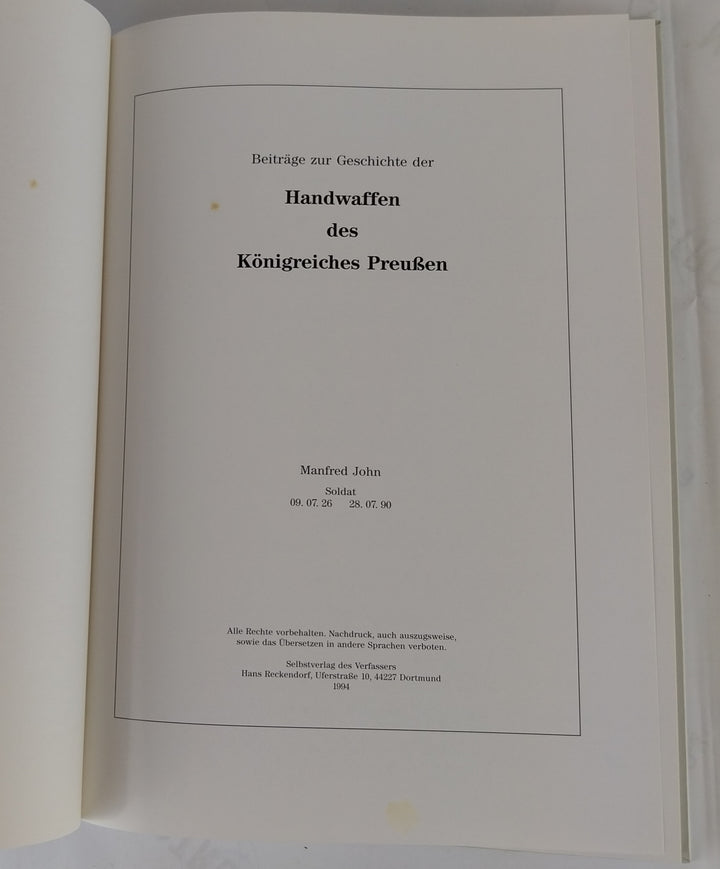 Beiträge zur Geschichte der
Handwaffen
des
Königreiches Preußen
Manfred John
Soldat
09. 07. 26 28. 07. 90
Alle Rechte vorbehalten. Nachdruck, auch auszugsweise,
sowie das Übersetzen in andere Sprachen verboten.
Selbstverlag des Verfassers
Hans Reckendorf, Uferstraße 10, 44227 Dortmund
1994